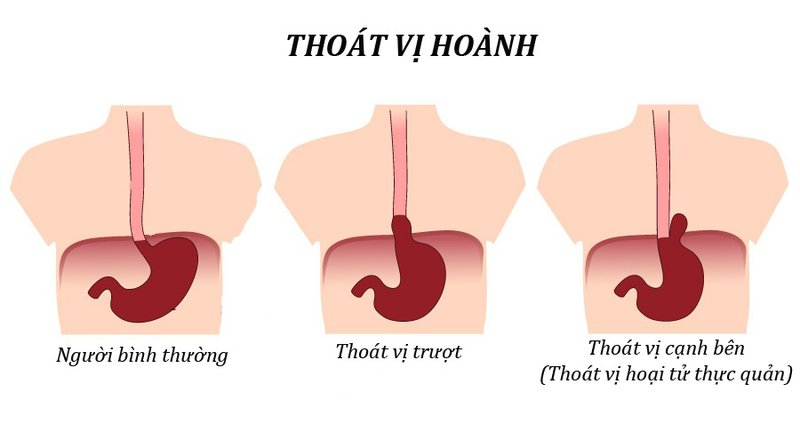 THOÁT VỊ HOÀNH
Người bình thường
Thoát vị trượt
Thoát vị cạnh bên
(Thoát vị hoại tử thực quản)